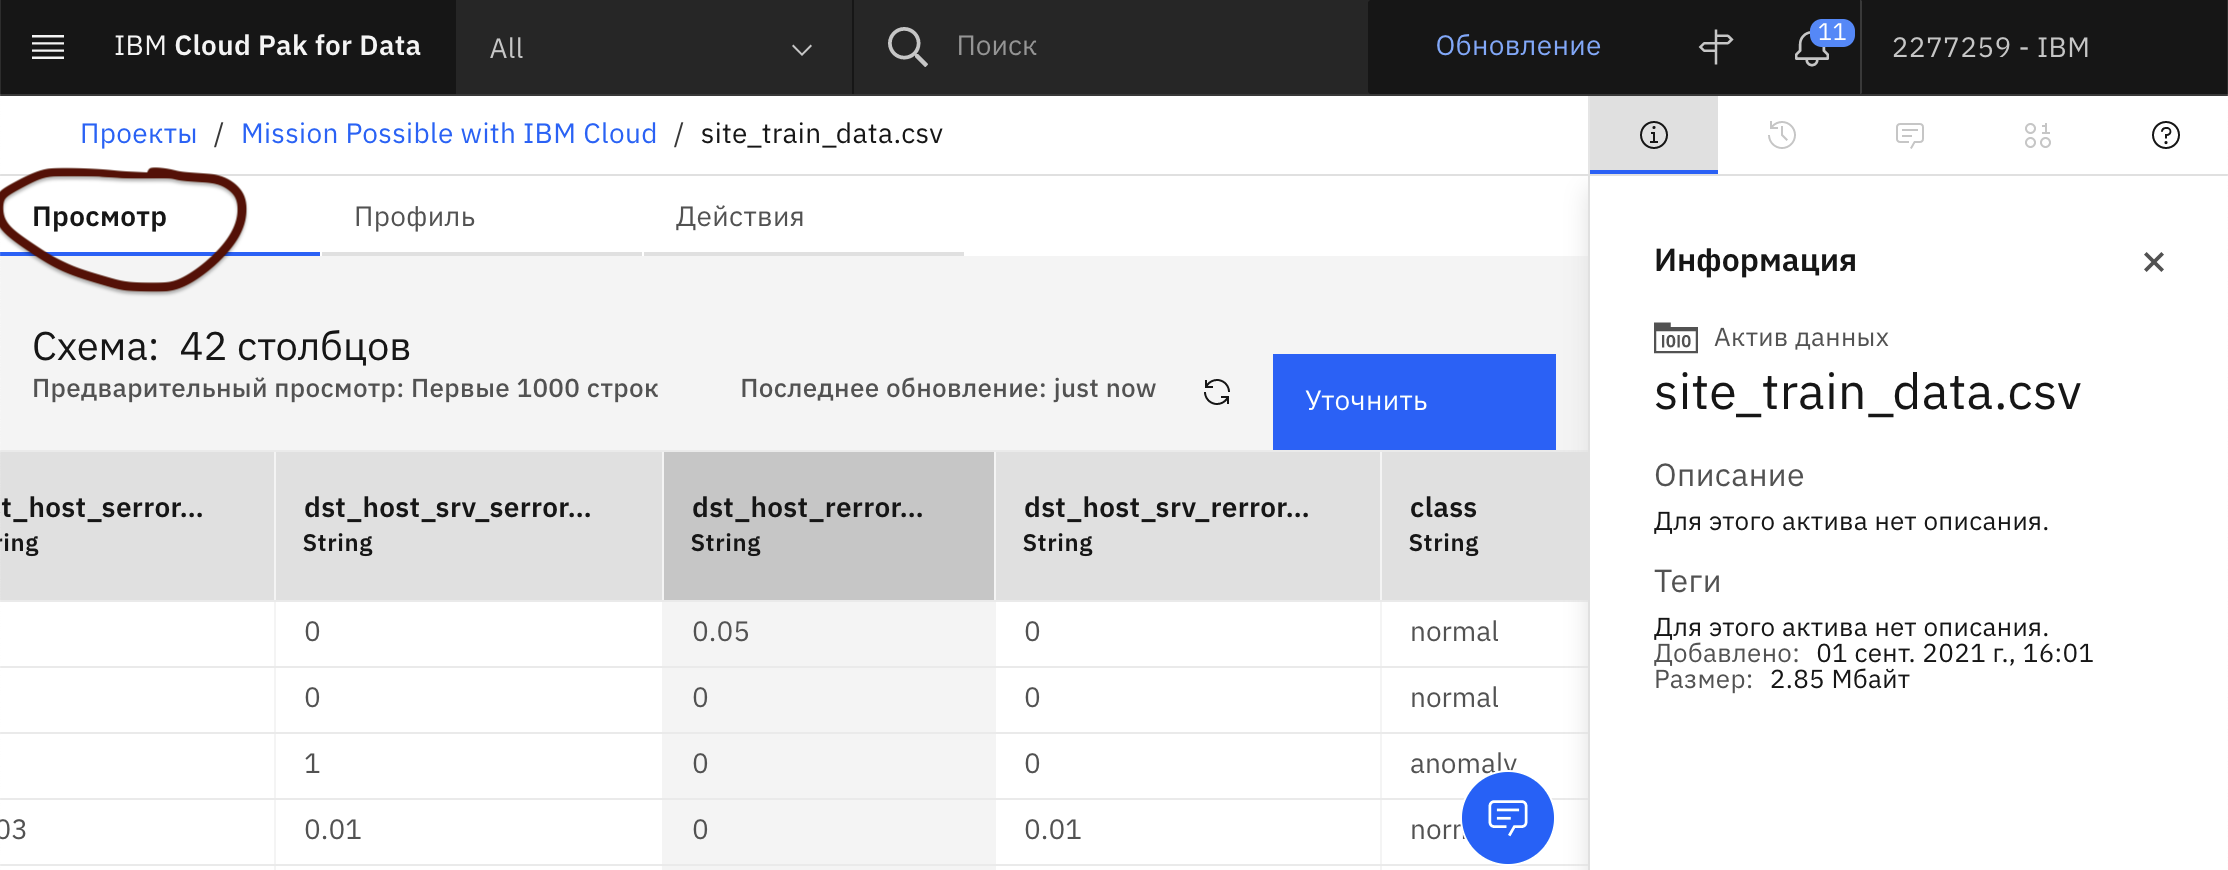 IBM Cloud Pak for Data
All
Поиск
Обновление
11
2277259 - IBM
Проекты / Mission Possible with IBM Cloud / site_train_data.csv
Просмотр
Профиль
Действия
Схема: 42 столбцов
Предварительный просмотр: Первые 1000 строк
Последнее обновление: just now
Уточнить
t_host_serror... dst_host_srv_serror... dst_host_rerror... dst_host_srv_rerror... class
ring String String String String
0 0.05 0 normal
0 0 0 normal
1 0 0 anomaly
03 0.01 0 0.01
Информация
1010 Актив данных
site_train_data.csv
Описание
Для этого актива нет описания.
Теги
Для этого актива нет описания.
Добавлено: 01 сент. 2021 г., 16:01
Размер: 2.85 Мбайт